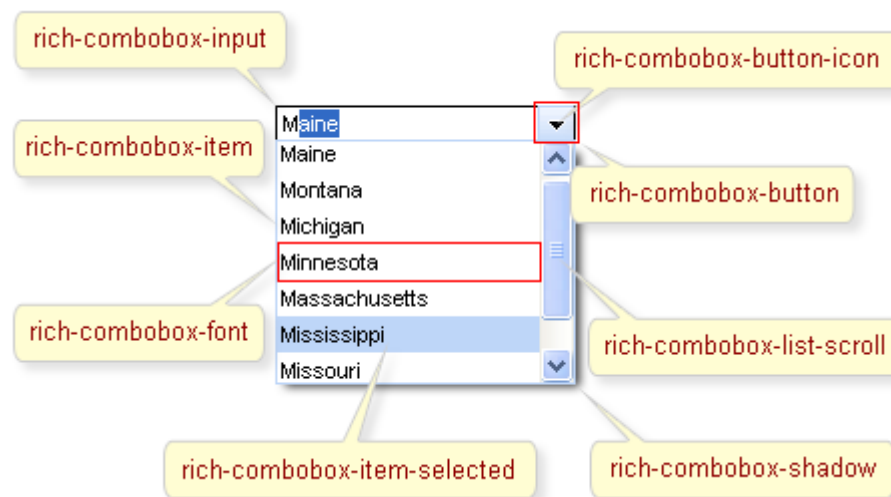 rich-combobox-input
rich-combobox-button-icon
Maine
rich-combobox-item
Maine
Montana
rich-combobox-button
Michigan
Minnesota
Massachusetts
rich-combobox-font
Mississippi
rich-combobox-list-scroll
Missouri
rich-combobox-item-selected
rich-combobox-shadow